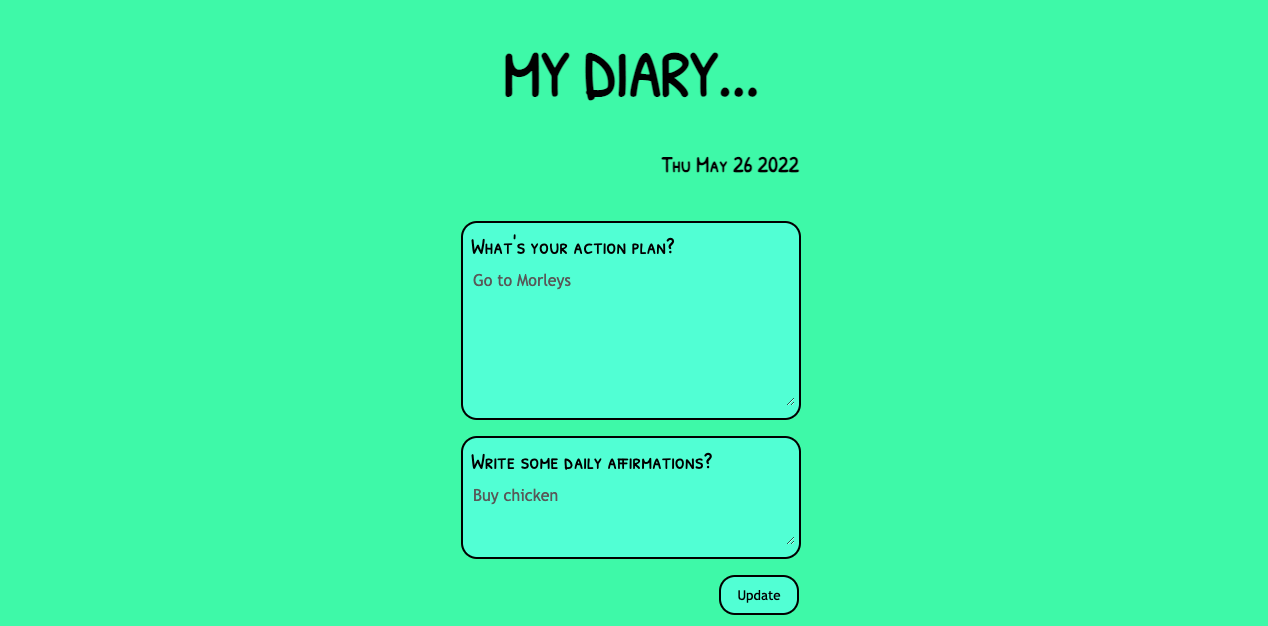 MY DIARY...
Thu May 26 2022
What's your action plan?
Go to Morleys
Write some daily affirmations?
Buy chicken
Update